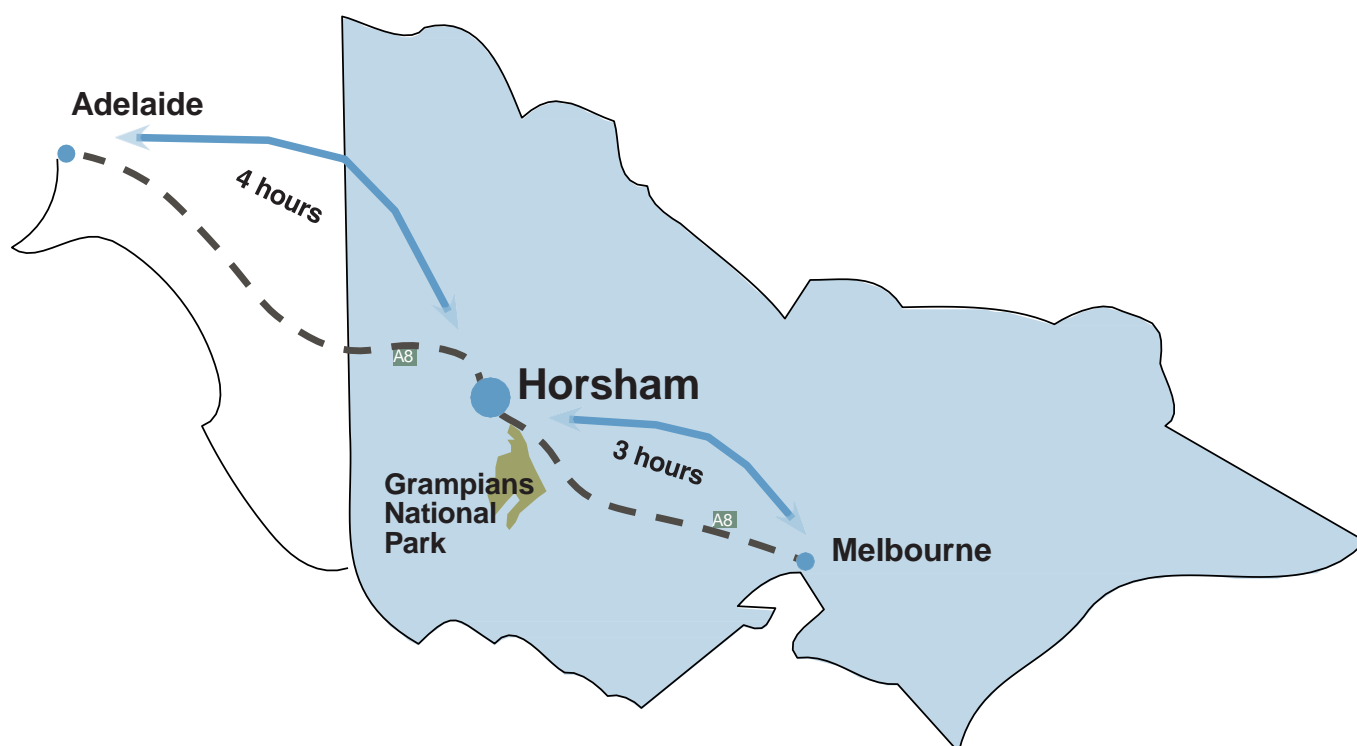 Adelaide
4 hours
A8
Horsham
3 hours
Grampians
National
Park
A8
Melbourne